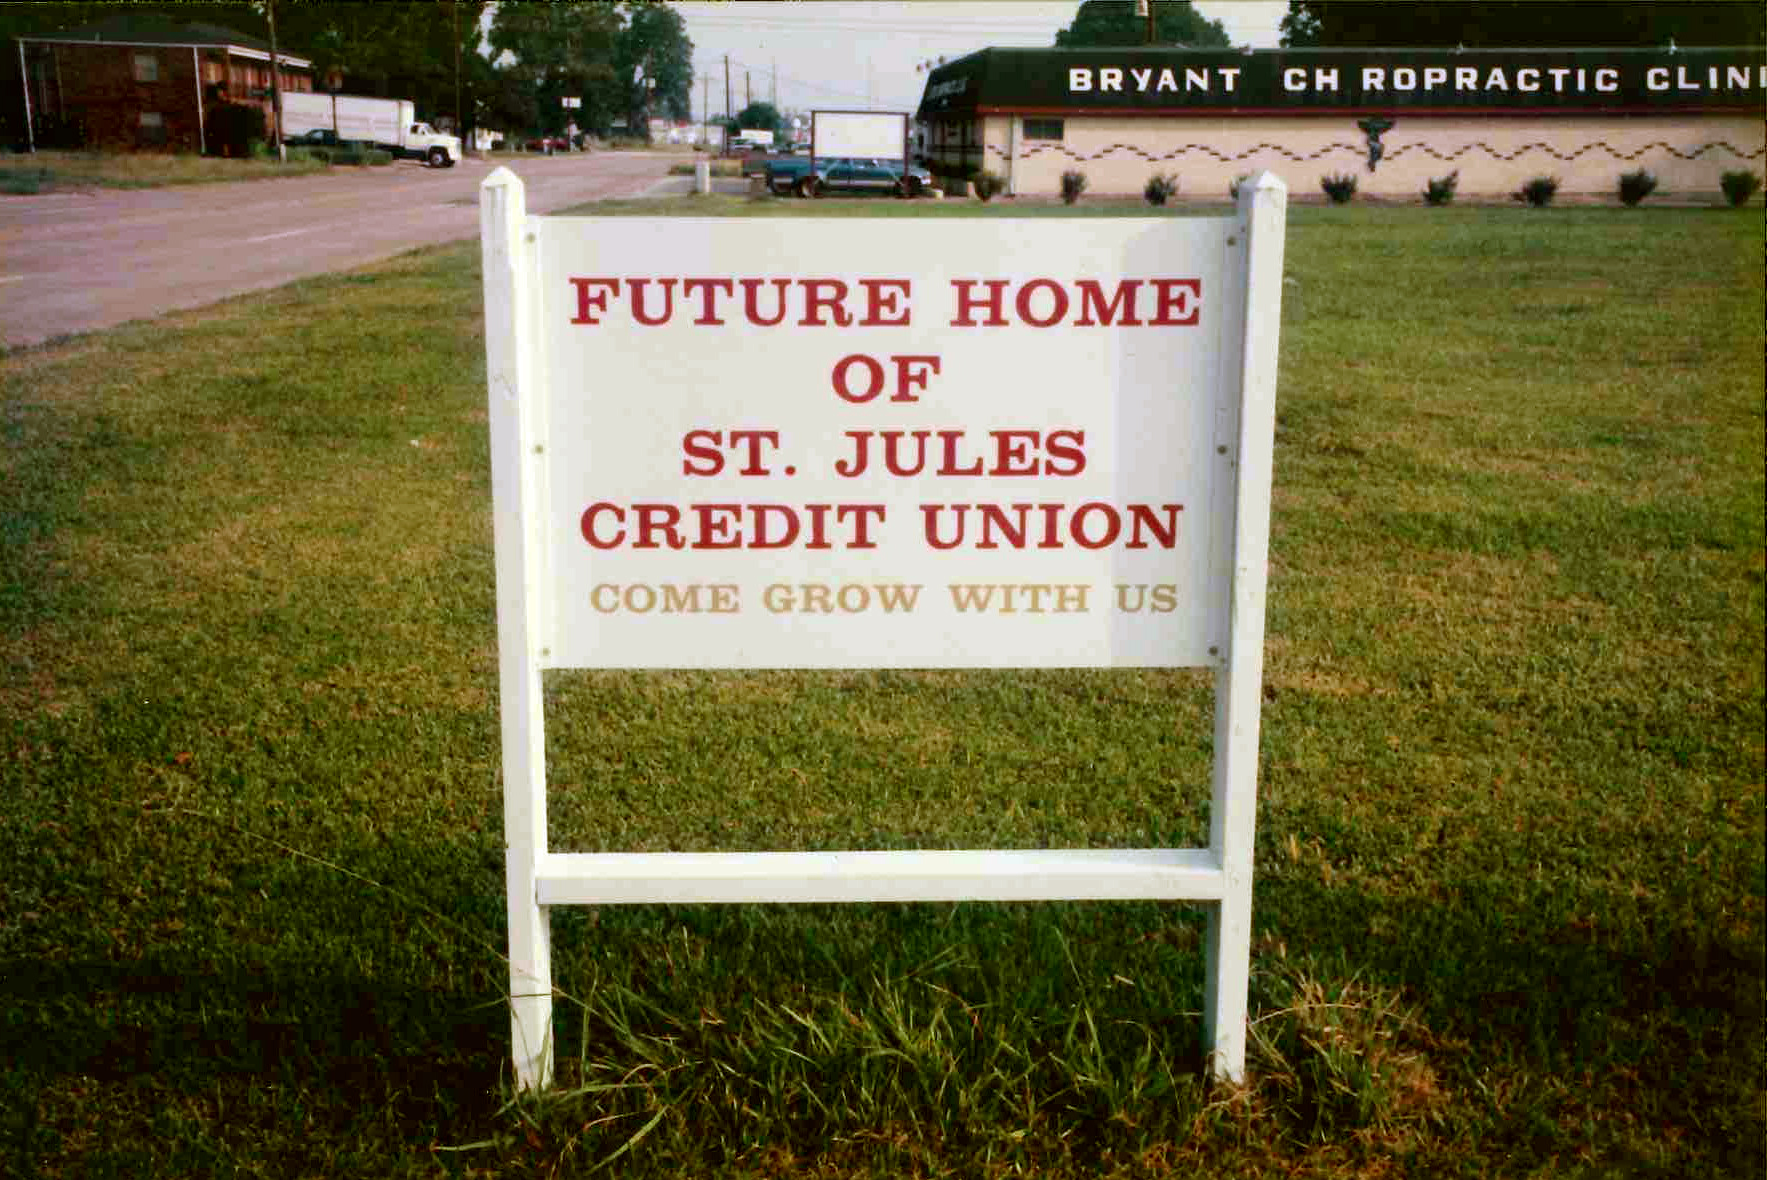 BRYANT CH ROPRACTIC CLINI
FUTURE HOME
OF
ST. JULES
CREDIT UNION
COME GROW WITH US